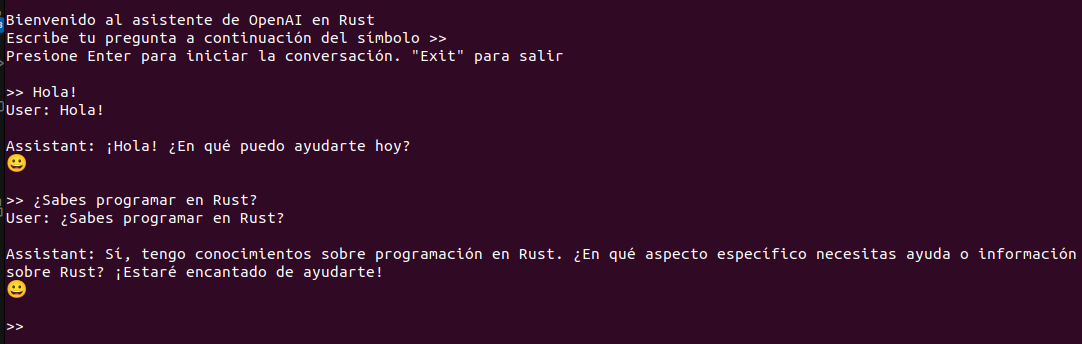 Bienvenido al asistente de OpenAI en Rust
Escribe tu pregunta a continuación del símbolo >>
Presione Enter para iniciar la conversación. "Exit" para salir
>> Hola!
User: Hola!
Assistant: ¡Hola! ¿En qué puedo ayudarte hoy?
😀
>> ¿Sabes programar en Rust?
User: ¿Sabes programar en Rust?
Assistant: Sí, tengo conocimientos sobre programación en Rust. ¿En qué aspecto específico necesitas ayuda o información
sobre Rust? ¡Estaré encantado de ayudarte!
😀
>>